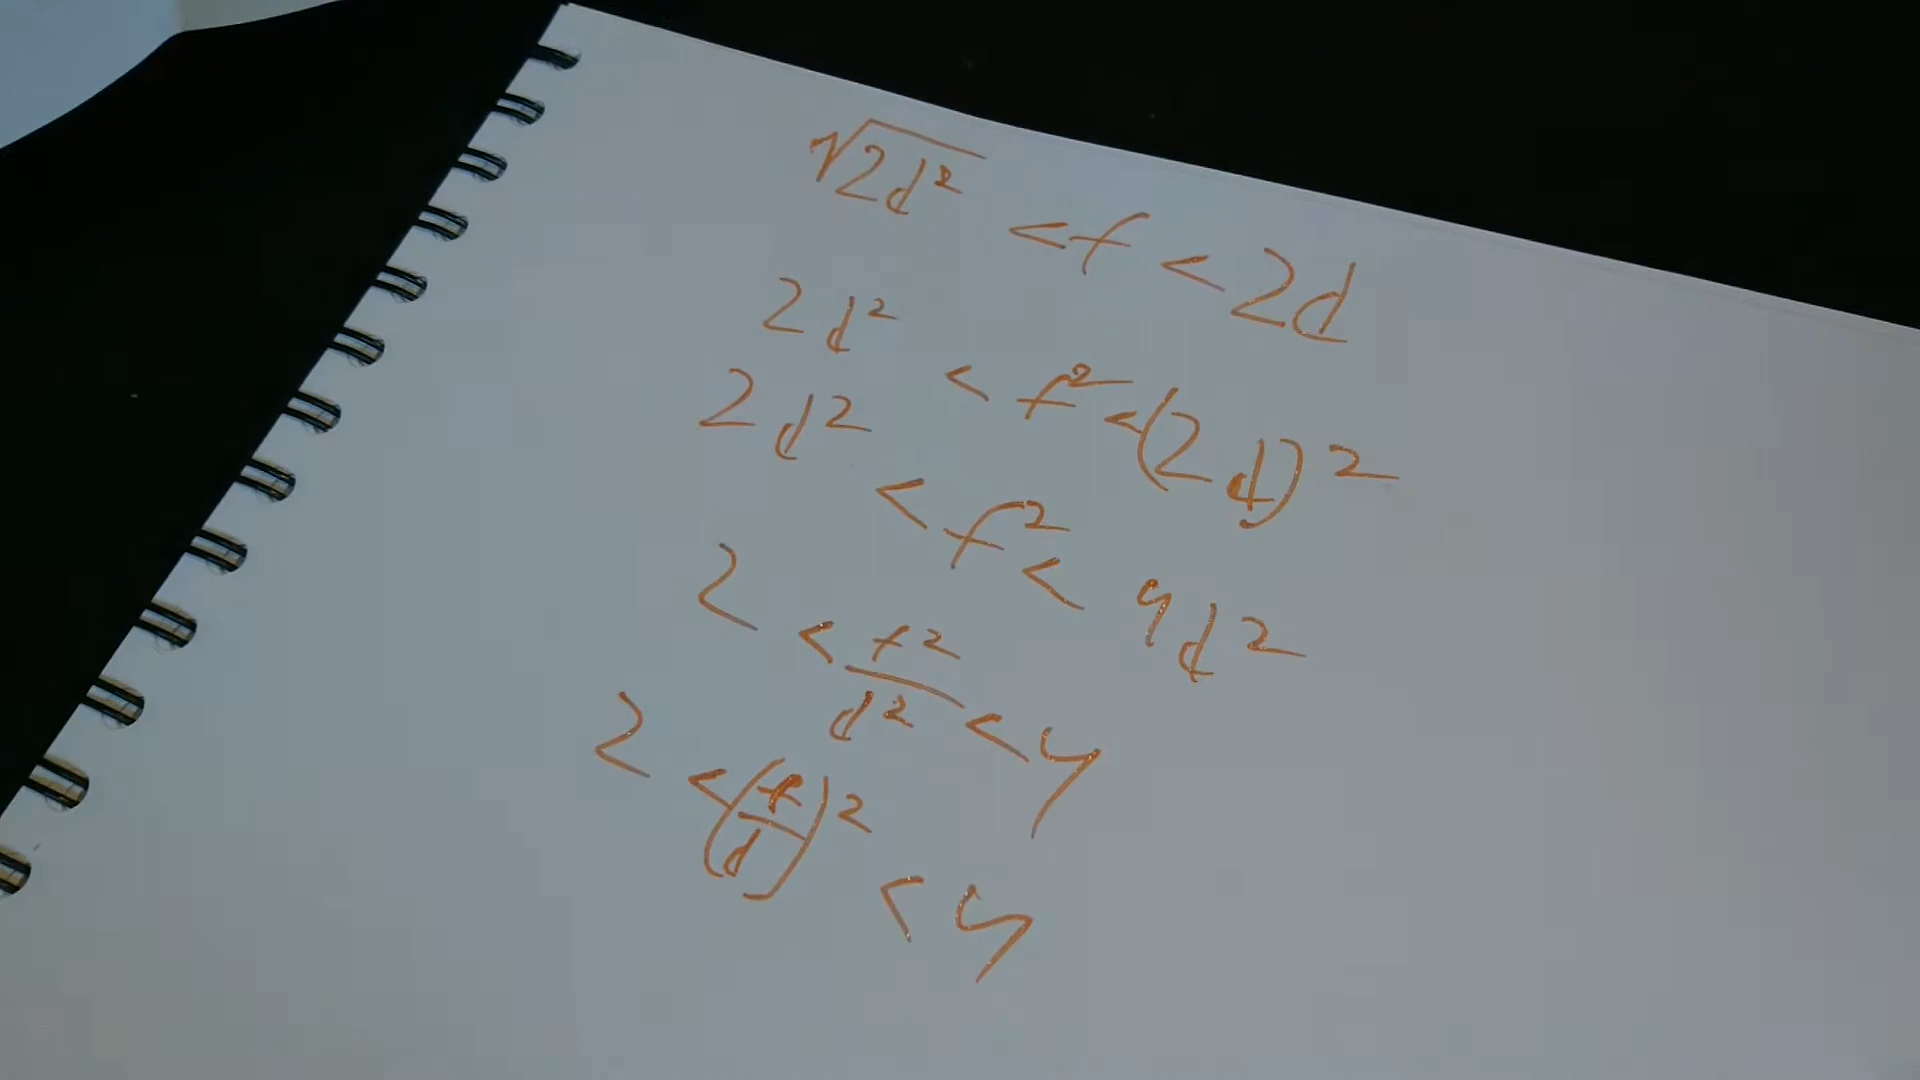 √2d² < f < 2d
2d² < f² < (2d)²
2d² < f² < 4d²
2 < f²/d² < 4
2 < (f/d)² < 4